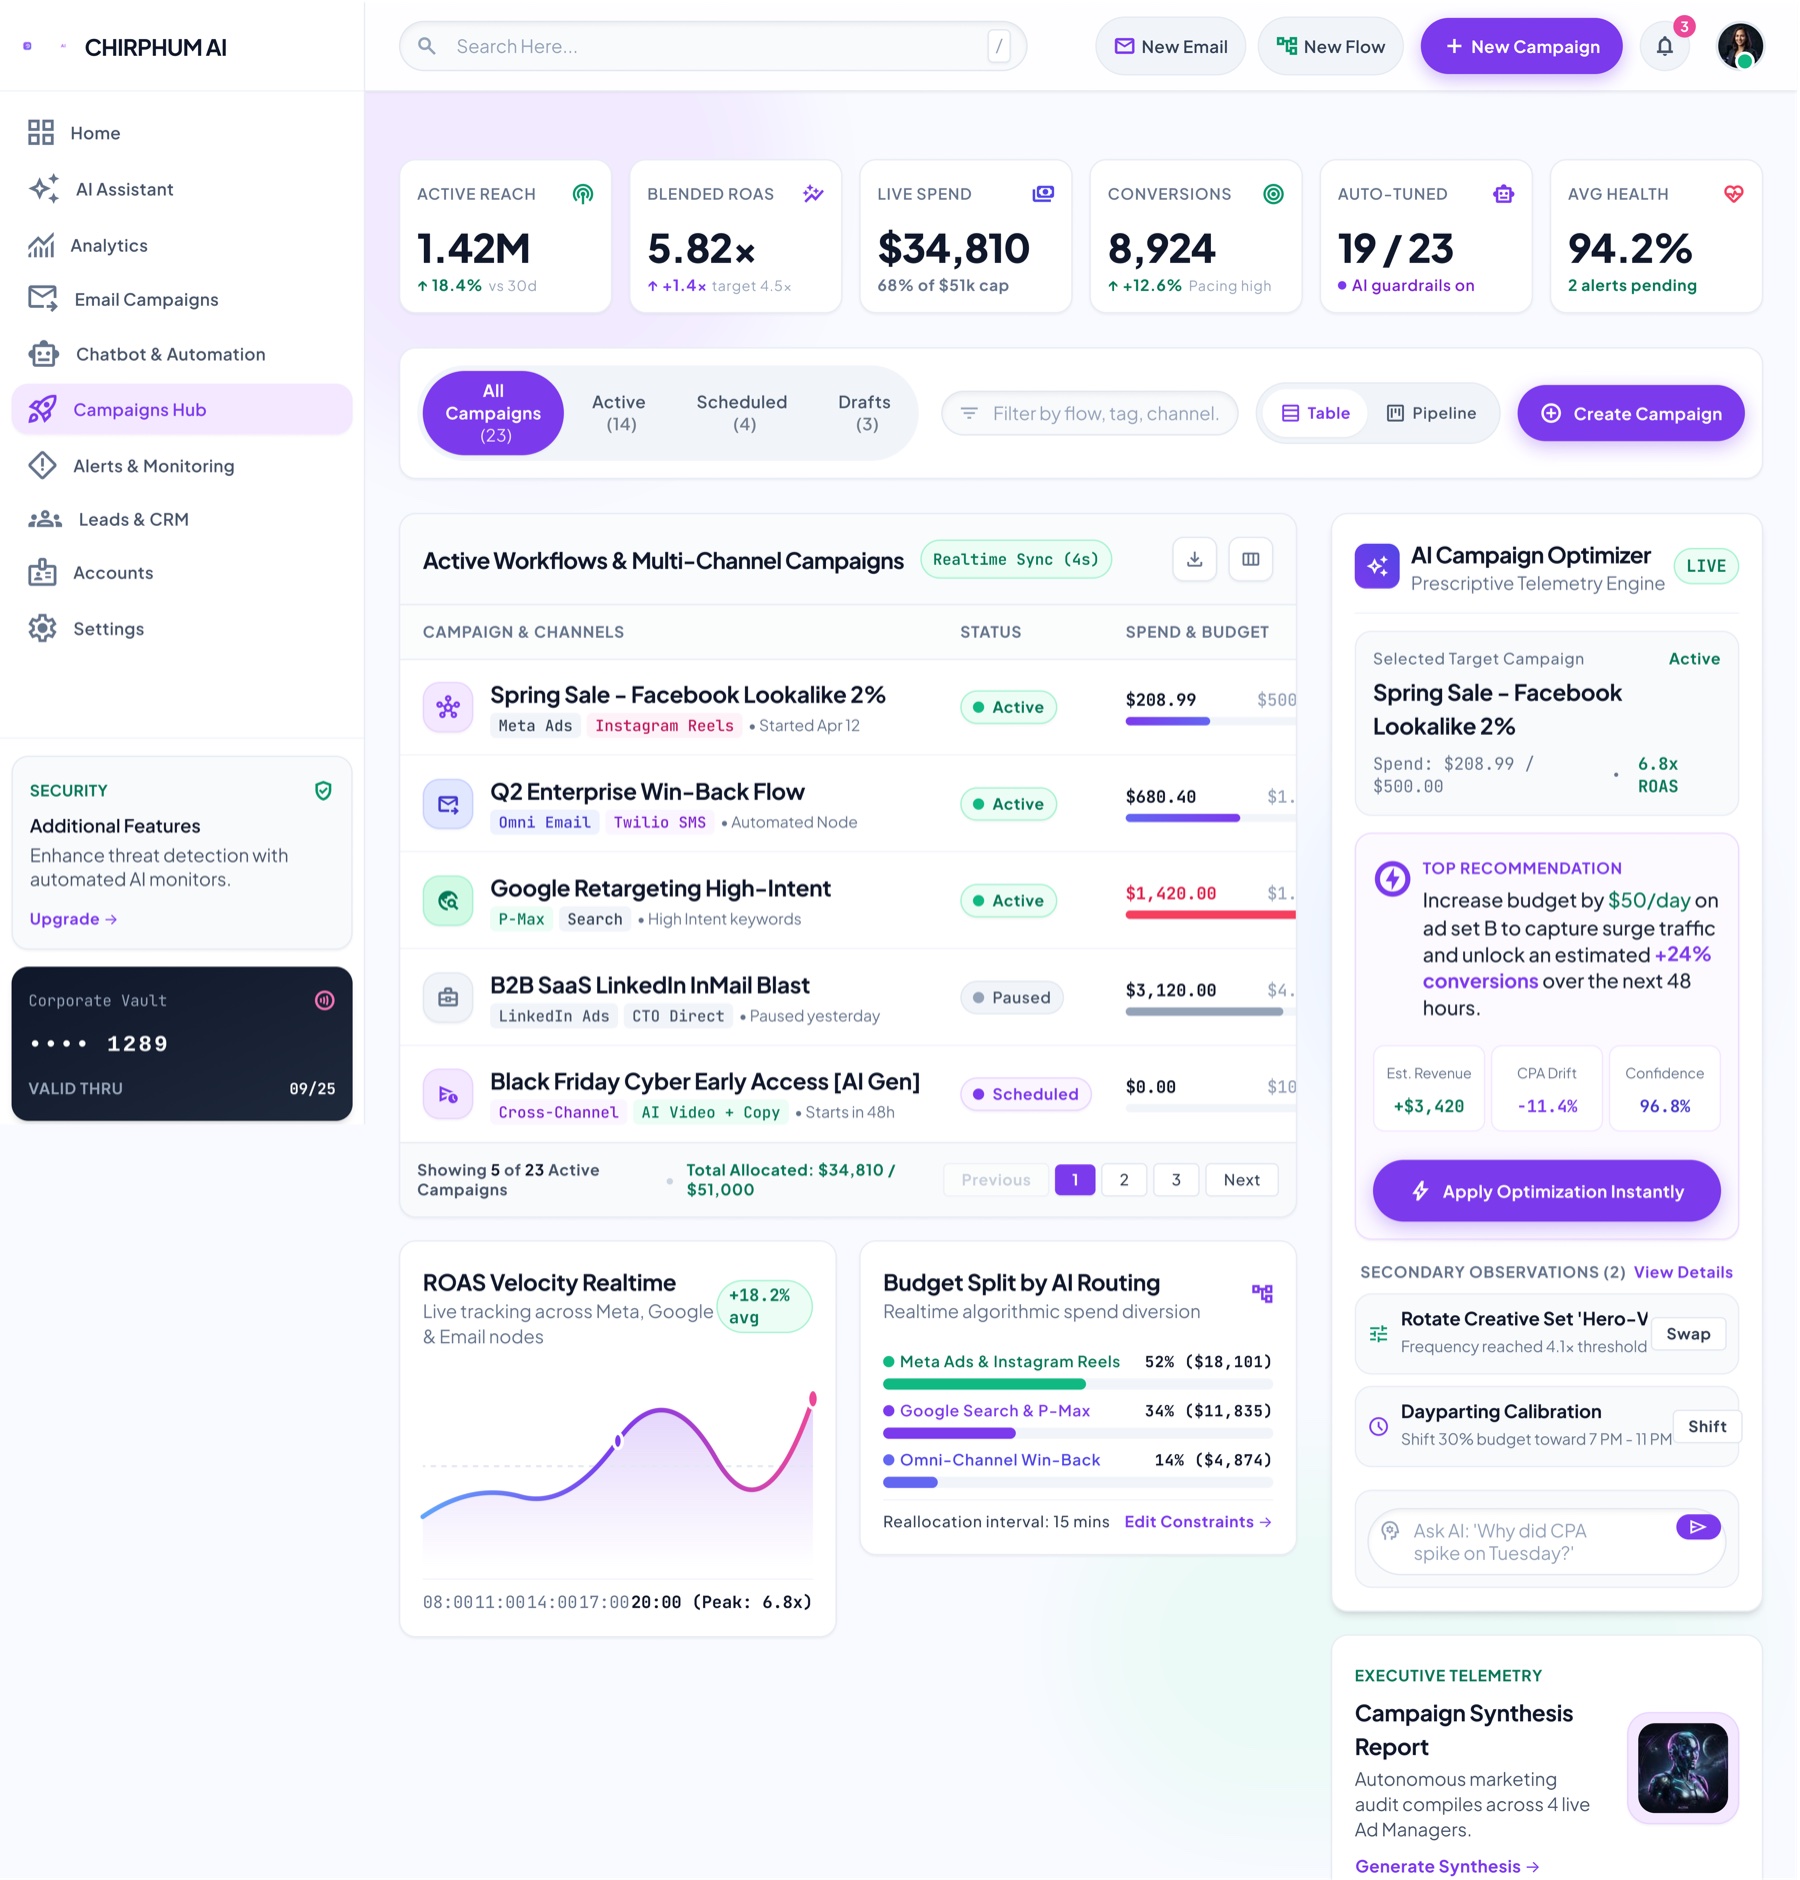 CHIRPHUM AI
Search Here...
/
New Email
New Flow
+ New Campaign
3
Home
AI Assistant
Analytics
Email Campaigns
Chatbot & Automation
Campaigns Hub
Alerts & Monitoring
Leads & CRM
Accounts
Settings
SECURITY
Additional Features
Enhance threat detection with
automated AI monitors.
Upgrade →
Corporate Vault
•••• 1289
VALID THRU
09/25
ACTIVE REACH
1.42M
↑ 18.4% vs 30d
BLENDED ROAS
5.82×
↑ +1.4× target 4.5×
LIVE SPEND
$34,810
68% of $51k cap
CONVERSIONS
8,924
↑ +12.6% Pacing high
AUTO-TUNED
19 / 23
• AI guardrails on
AVG HEALTH
94.2%
2 alerts pending
All
Campaigns
(23)
Active
(14)
Scheduled
(4)
Drafts
(3)
Filter by flow, tag, channel.
Table
Pipeline
Create Campaign
Active Workflows & Multi-Channel Campaigns
Realtime Sync (4s)
CAMPAIGN & CHANNELS
STATUS
SPEND & BUDGET
Spring Sale – Facebook Lookalike 2%
Meta Ads Instagram Reels • Started Apr 12
Active
$208.99 $500
Q2 Enterprise Win-Back Flow
Omni Email Twilio SMS • Automated Node
Active
$680.40 $1.
Google Retargeting High-Intent
P-Max Search • High Intent keywords
Active
$1,420.00 $1.
B2B SaaS LinkedIn InMail Blast
LinkedIn Ads CTO Direct • Paused yesterday
Paused
$3,120.00 $4.
Black Friday Cyber Early Access [AI Gen]
Cross-Channel AI Video + Copy • Starts in 48h
Scheduled
$0.00 $10
Showing 5 of 23 Active
Campaigns
•
Total Allocated: $34,810 /
$51,000
Previous
1
2
3
Next
ROAS Velocity Realtime
Live tracking across Meta, Google
& Email nodes
+18.2%
avg
08:00 11:00 14:00 17:00 20:00 (Peak: 6.8x)
Budget Split by AI Routing
Realtime algorithmic spend diversion
Meta Ads & Instagram Reels 52% ($18,101)
Google Search & P-Max 34% ($11,835)
Omni-Channel Win-Back 14% ($4,874)
Reallocation interval: 15 mins Edit Constraints →
AI Campaign Optimizer
Prescriptive Telemetry Engine
LIVE
Selected Target Campaign
Active
Spring Sale – Facebook
Lookalike 2%
Spend: $208.99 /
$500.00
•
6.8x
ROAS
TOP RECOMMENDATION
Increase budget by $50/day on
ad set B to capture surge traffic
and unlock an estimated +24%
conversions over the next 48
hours.
Est. Revenue
+$3,420
CPA Drift
-11.4%
Confidence
96.8%
Apply Optimization Instantly
SECONDARY OBSERVATIONS (2) View Details
Rotate Creative Set 'Hero-V
Frequency reached 4.1× threshold
Swap
Dayparting Calibration
Shift 30% budget toward 7 PM - 11 PM
Shift
Ask AI: 'Why did CPA
spike on Tuesday?'
EXECUTIVE TELEMETRY
Campaign Synthesis
Report
Autonomous marketing
audit compiles across 4 live
Ad Managers.
Generate Synthesis →